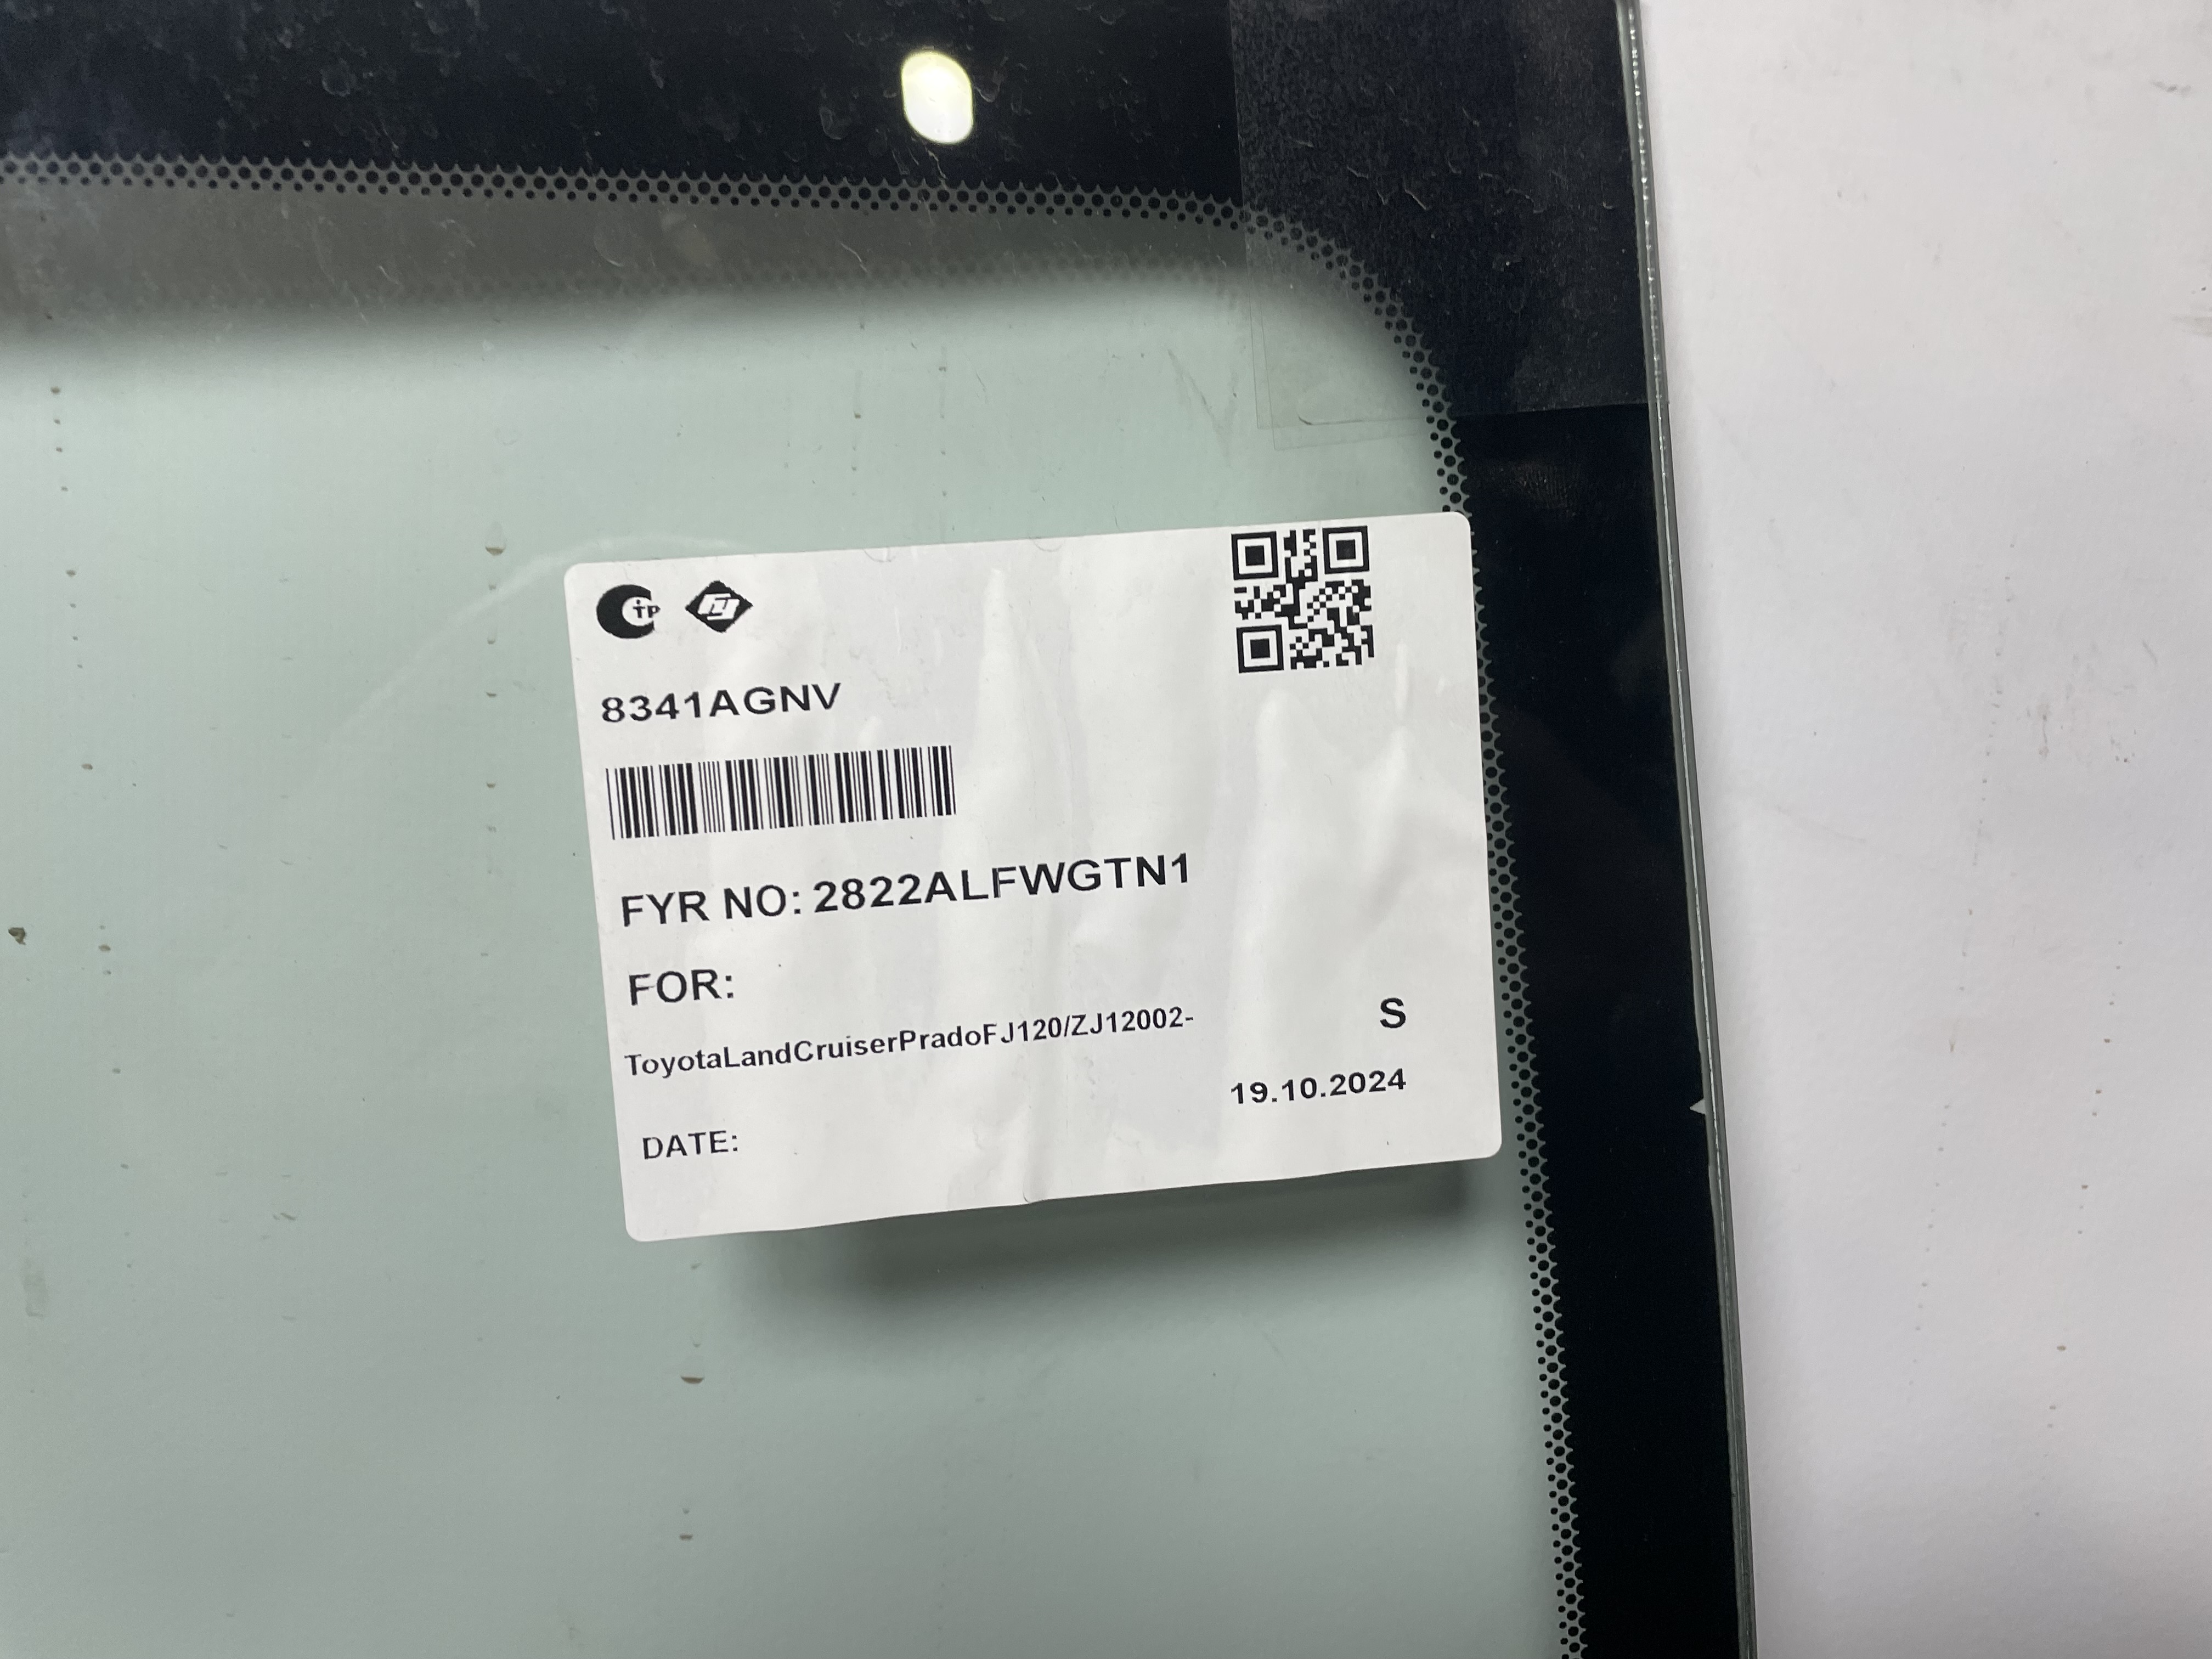 8341AGNV
FYR NO: 2822ALFWGTN1
FOR:
ToyotaLandCruiserPradoFJ120/ZJ12002-
S
19.10.2024
DATE: